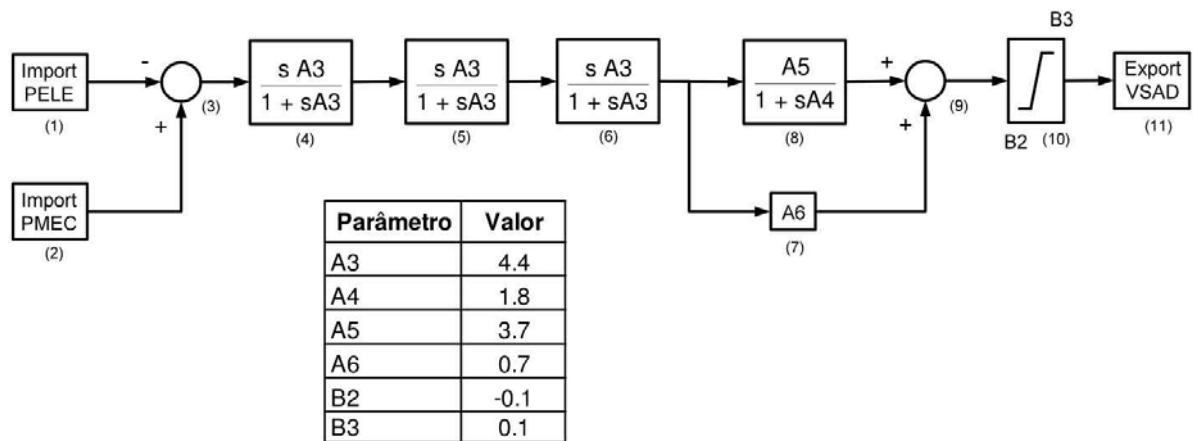 Import
PELE
(1)
-
+
(3)
s A3
1 + sA3
(4)
s A3
1 + sA3
(5)
s A3
1 + sA3
(6)
A5
1 + sA4
(8)
+
+
(9)
B3
B2
(10)
Export
VSAD
(11)
Import
PMEC
(2)
A6
(7)
Parâmetro Valor
A3 4.4
A4 1.8
A5 3.7
A6 0.7
B2 -0.1
B3 0.1